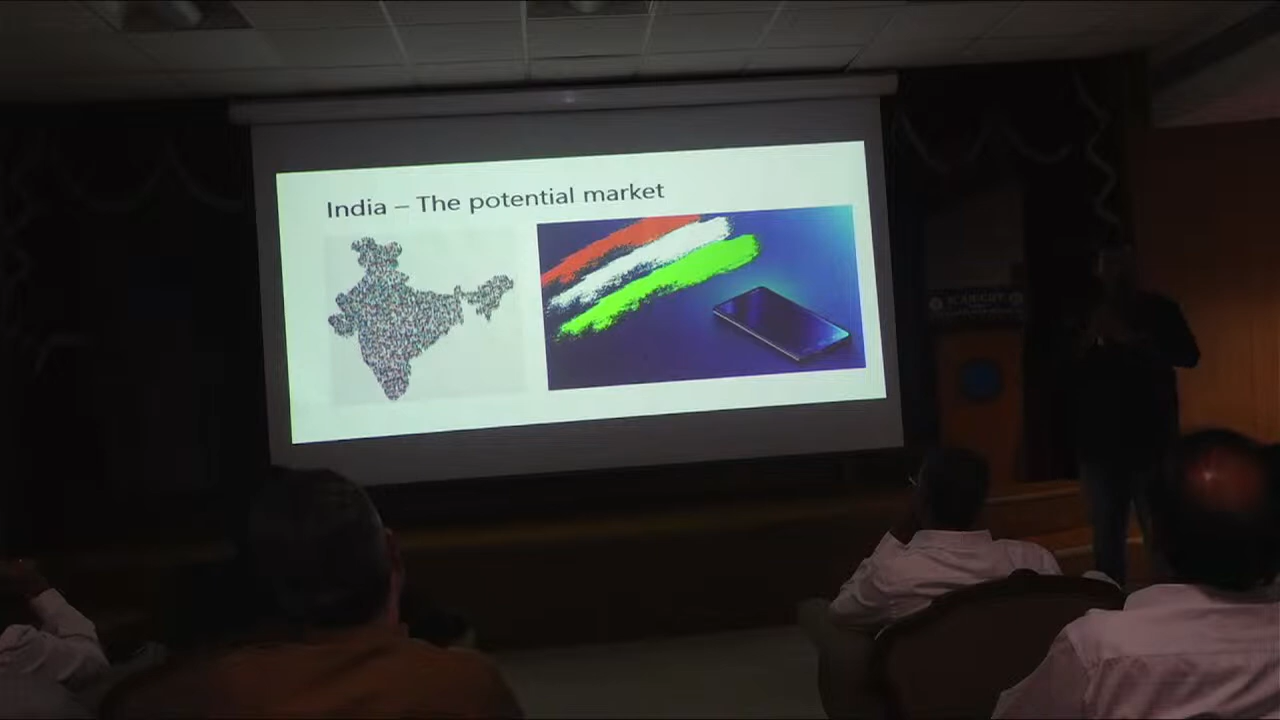 India – The potential market